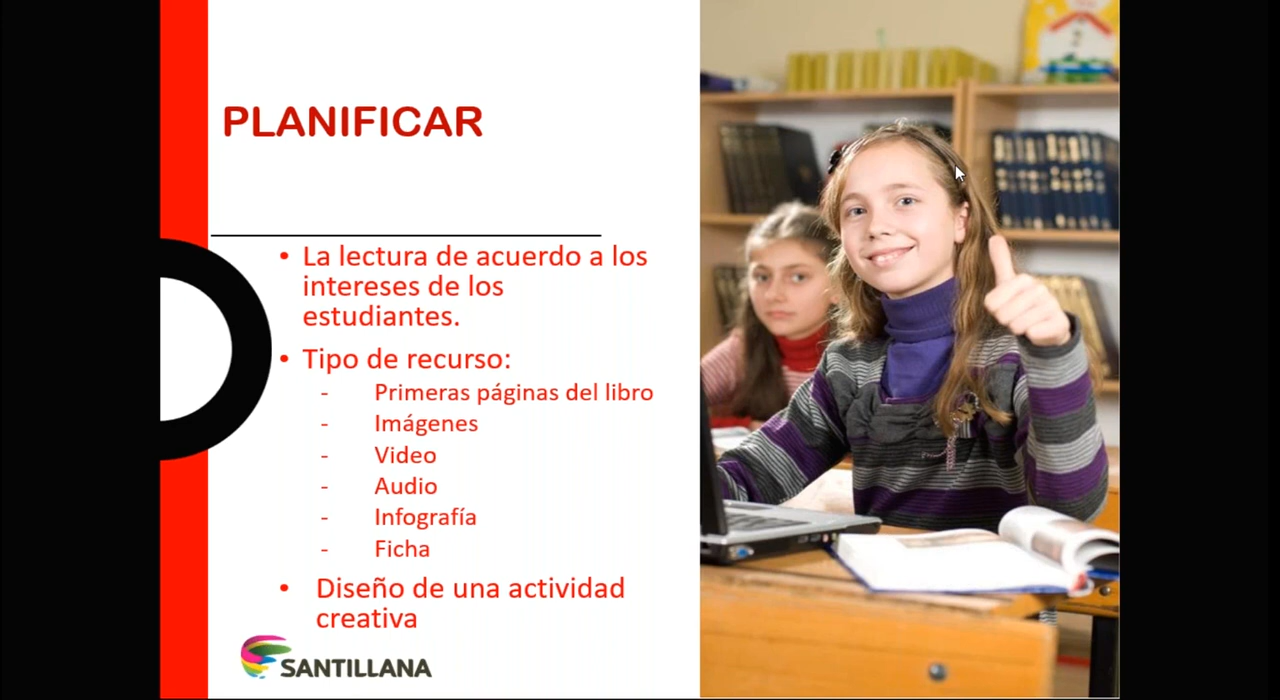 PLANIFICAR
• La lectura de acuerdo a los
intereses de los
estudiantes.
• Tipo de recurso:
- Primeras páginas del libro
- Imágenes
- Video
- Audio
- Infografía
- Ficha
• Diseño de una actividad
creativa
SANTILLANA